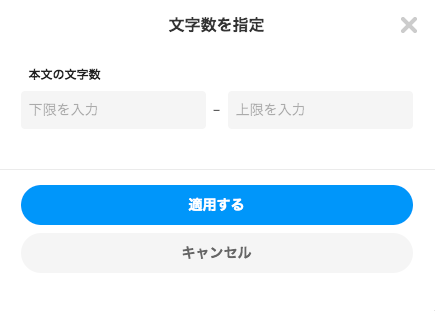 文字数を指定
本文の文字数
下限を入力 – 上限を入力
適用する
キャンセル